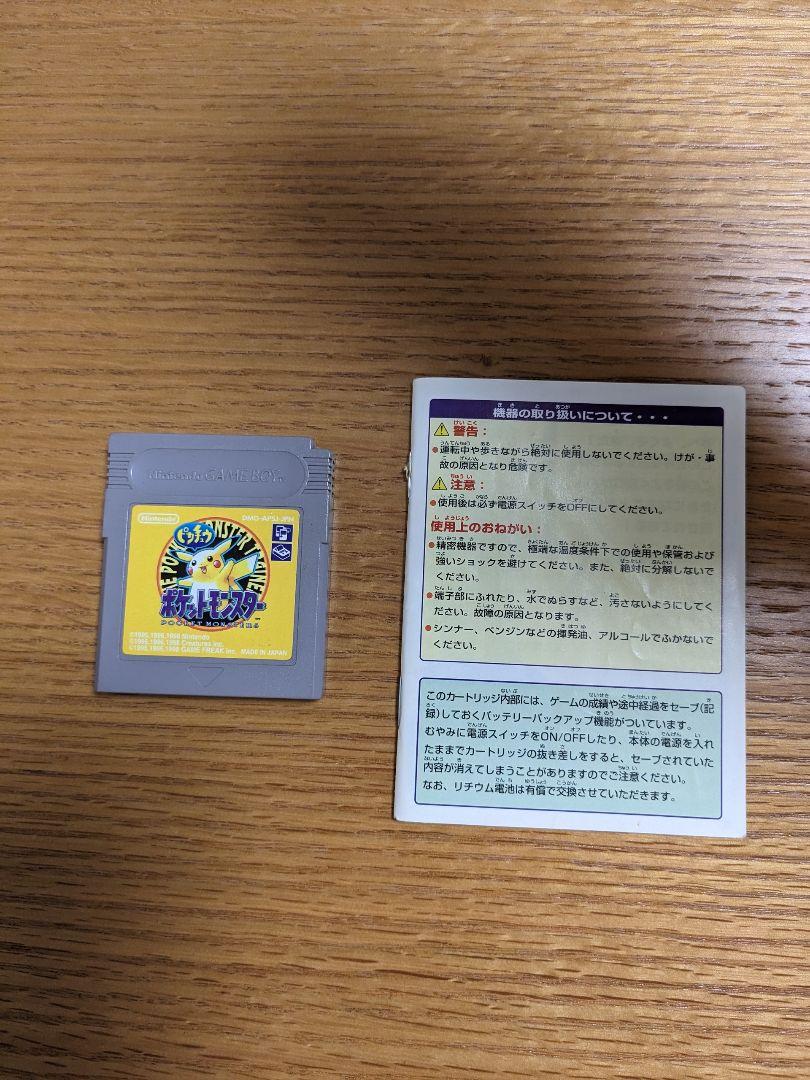 Nintendo GAME BOY
Nintendo
DMG-APSJ-JPN
ピカチュウ
ポケットモンスター
POCKET MONSTERS
©1995,1996,1998 Nintendo
©1995,1996,1998 Creatures inc.
©1995,1996,1998 GAME FREAK inc. MADE IN JAPAN
機器の取り扱いについて・・・
警告：
●運転中や歩きながら絶対に使用しないでください。けが・事
故の原因となり危険です。
注意：
●使用後は必ず電源スイッチをOFFにしてください。
使用上のおねがい：
●精密機器ですので、極端な温度条件下での使用や保管および
強いショックを避けてください。また、絶対に分解しないで
ください。
●端子部にふれたり、水でぬらすなど、汚さないようにしてく
ださい。故障の原因となります。
●シンナー、ベンジンなどの揮発油、アルコールでふかないで
ください。
このカートリッジ内部には、ゲームの成績や途中経過をセーブ(記
録)しておくバッテリーバックアップ機能がついています。
むやみに電源スイッチをON/OFFしたり、本体の電源を入れ
たままでカートリッジの抜き差しをすると、セーブされていた
内容が消えてしまうことがありますのでご注意ください。
なお、リチウム電池は有償で交換させていただきます。